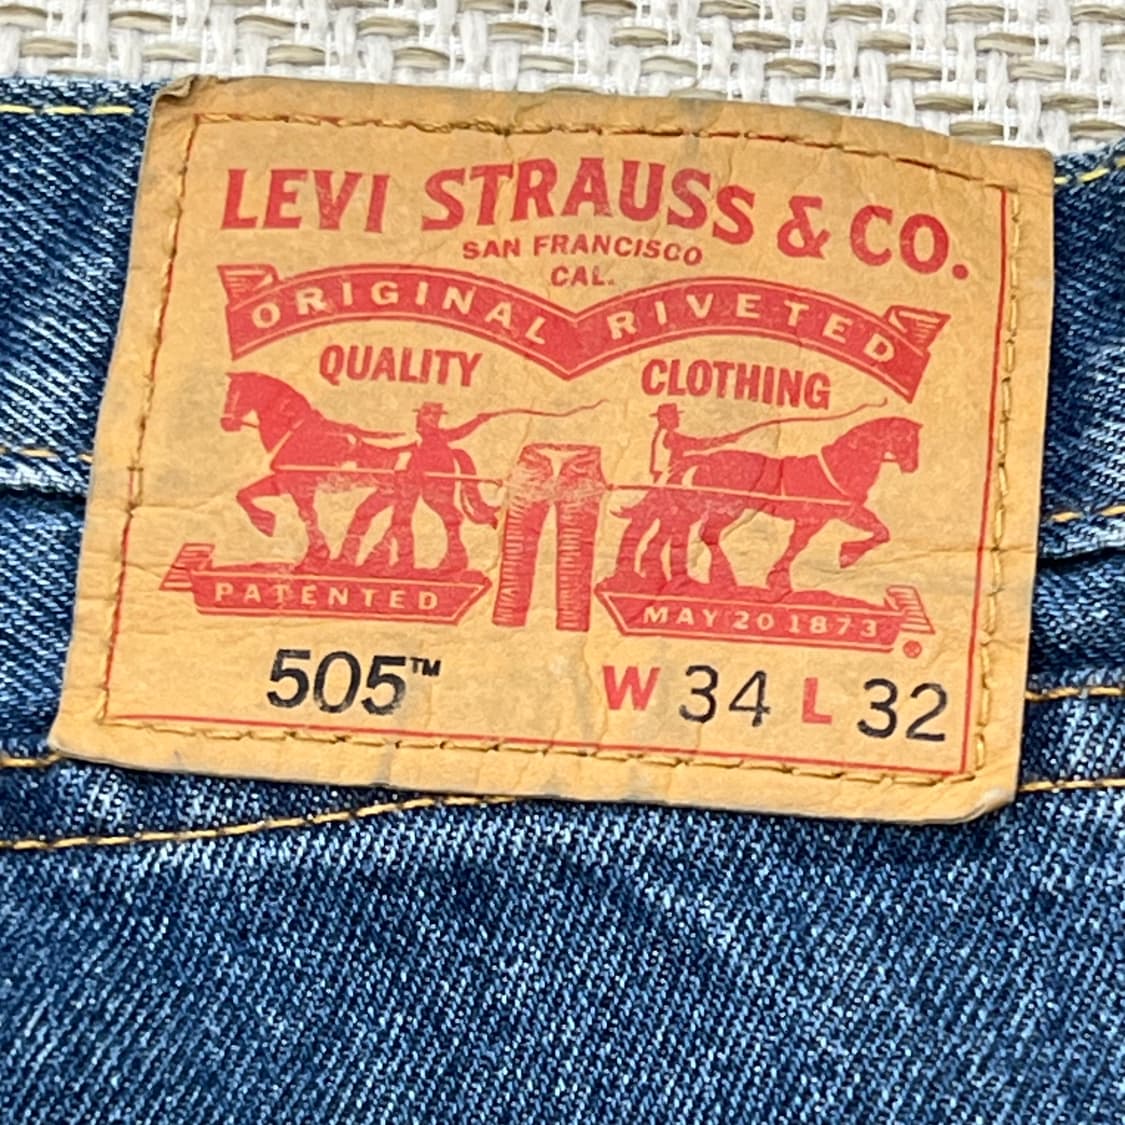 LEVI STRAUSS & CO.
SAN FRANCISCO
CAL.
ORIGINAL RIVETED
QUALITY CLOTHING
PATENTED MAY 20 1873 ®
505™ W 34 L 32